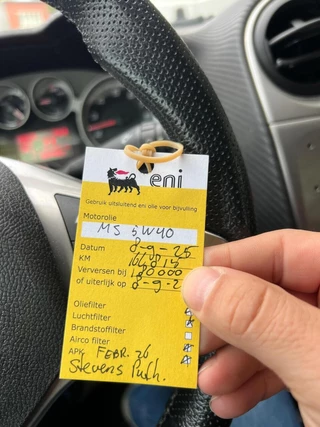 eni
Gebruik uitsluitend eni olie voor bijvulling
Motorolie
MS 5W40
Datum 8-9-25
KM
Verversen bij 180000
of uiterlijk op 8-9-2
Oliefilter
Luchtfilter
Brandstoffilter
Airco filter
APK FEBR. 26
Stevens